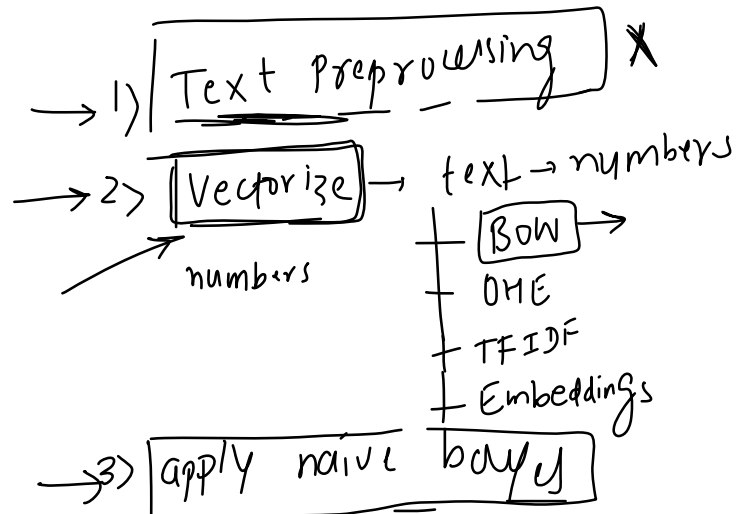 → 1) Text Preprocessing X
→ 2) Vectorize → text → numbers
BOW →
numbers
OHE
TFIDF
Embeddings
→ 3) apply naive bayes